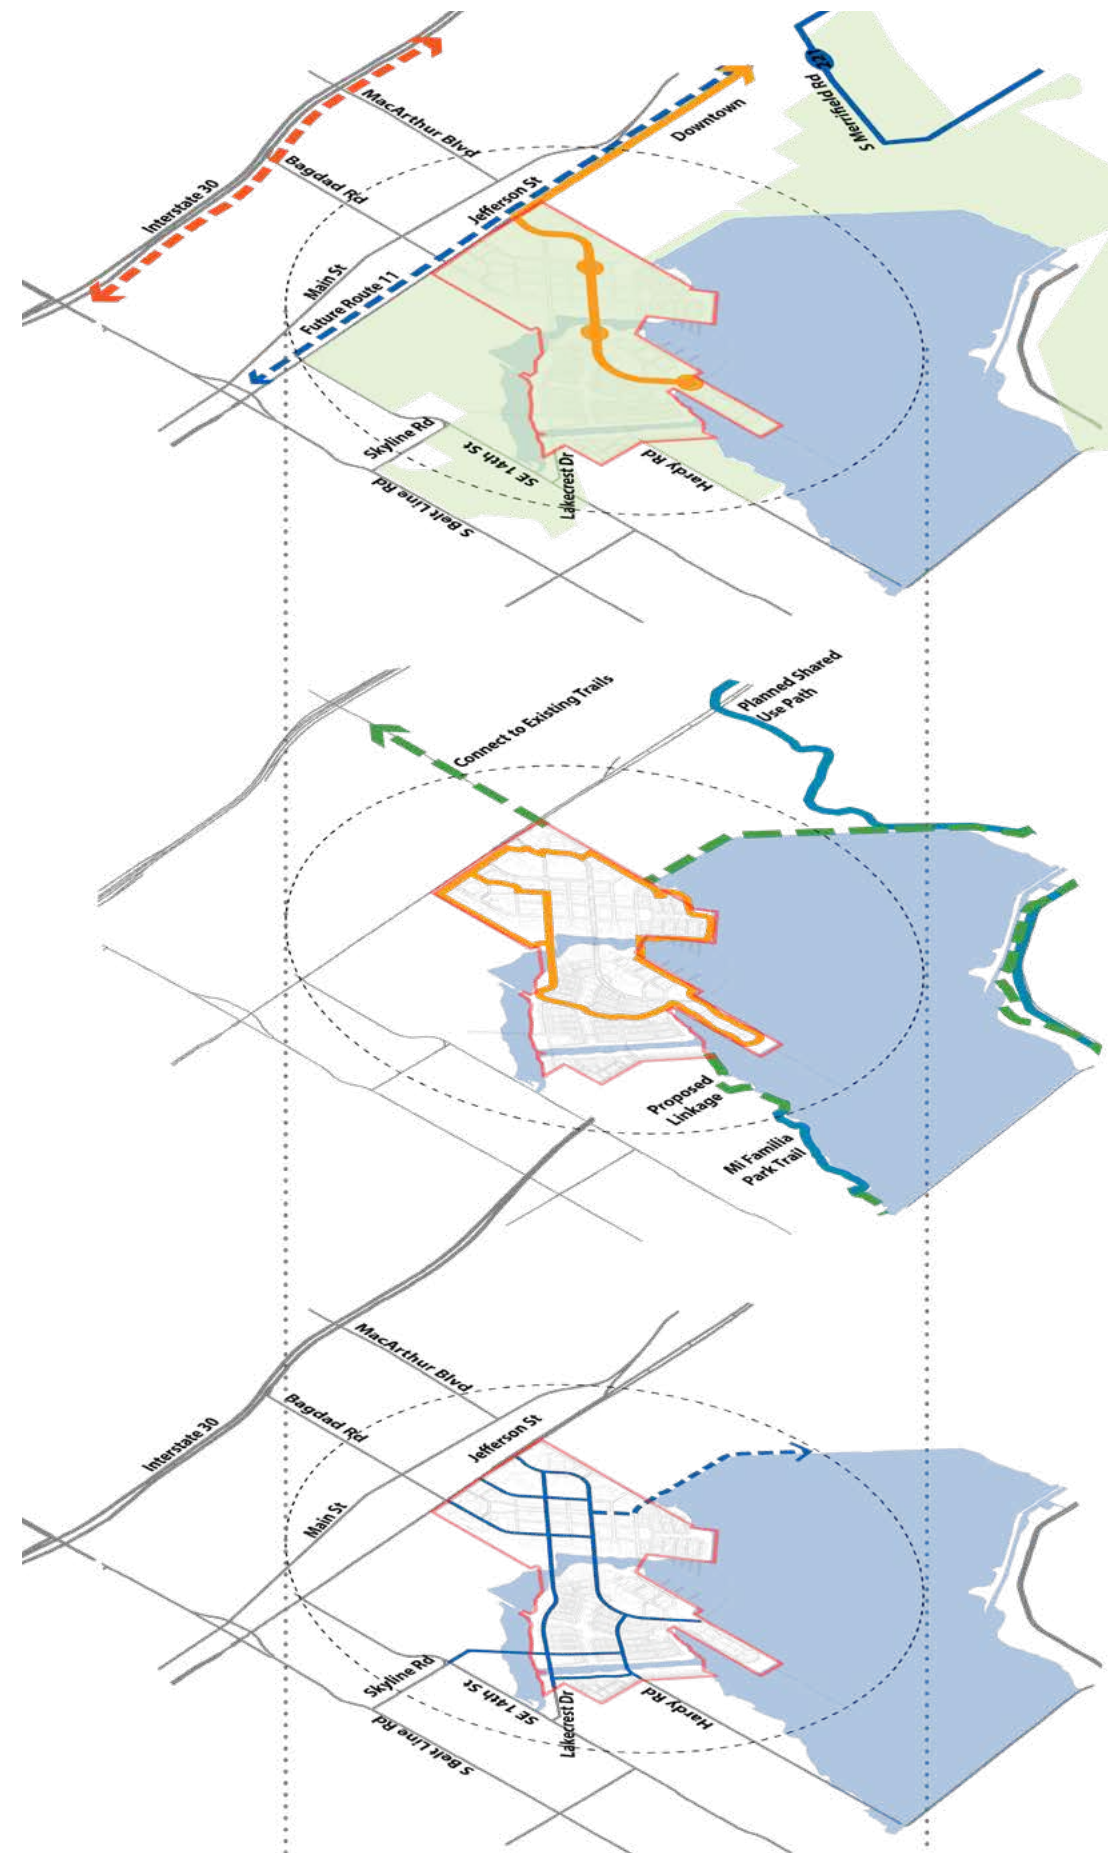 MacArthur Blvd
Bagdad Rd
Interstate 30
Downtown
S Merrifield Rd
221
Jefferson St
Main St
Future Route 11
Skyline Rd
SE 14th St
Lakecrest Dr
Hardy Rd
S Belt Line Rd
Planned Shared
Use Path
Connect to Existing Trails
Proposed
Linkage
Mi Familia
Park Trail
MacArthur Blvd
Bagdad Rd
Interstate 30
Jefferson St
Main St
Skyline Rd
SE 14th St
Lakecrest Dr
Hardy Rd
S Belt Line Rd